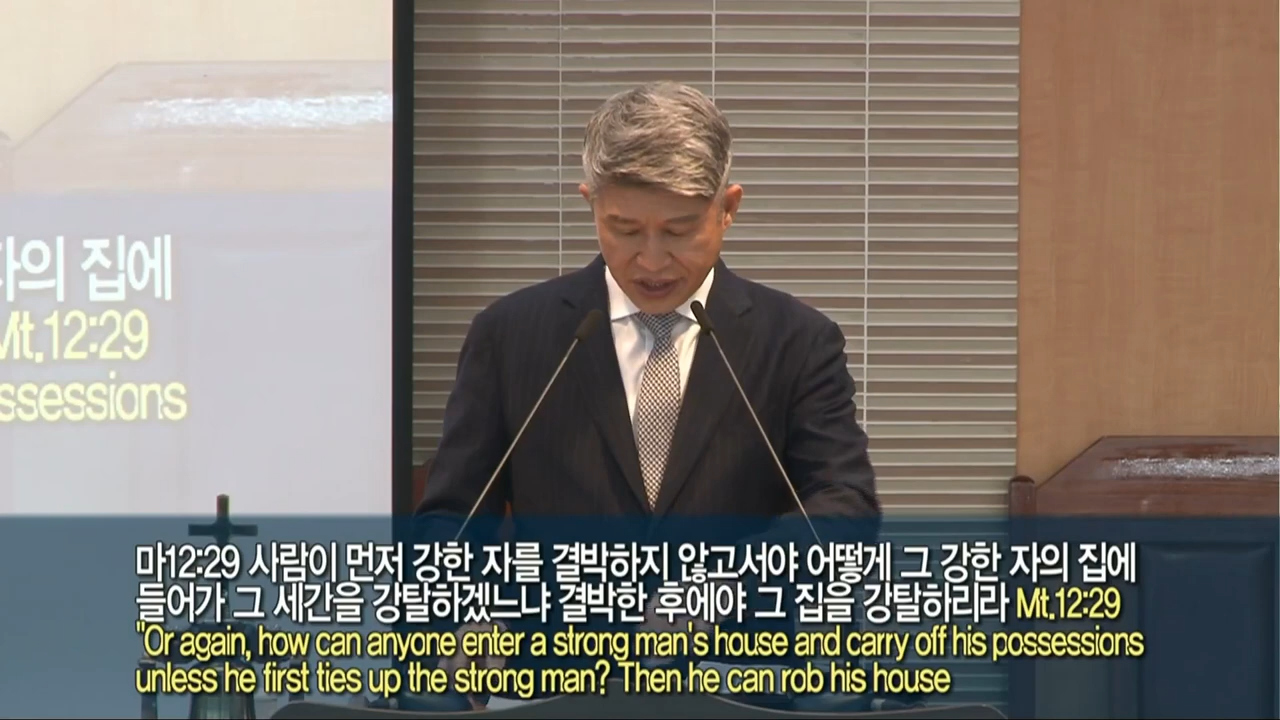 자의 집에
Mt.12:29
ssessions
마12:29 사람이 먼저 강한 자를 결박하지 않고서야 어떻게 그 강한 자의 집에
들어가 그 세간을 강탈하겠느냐 결박한 후에야 그 집을 강탈하리라 Mt.12:29
"Or again, how can anyone enter a strong man's house and carry off his possessions
unless he first ties up the strong man? Then he can rob his house